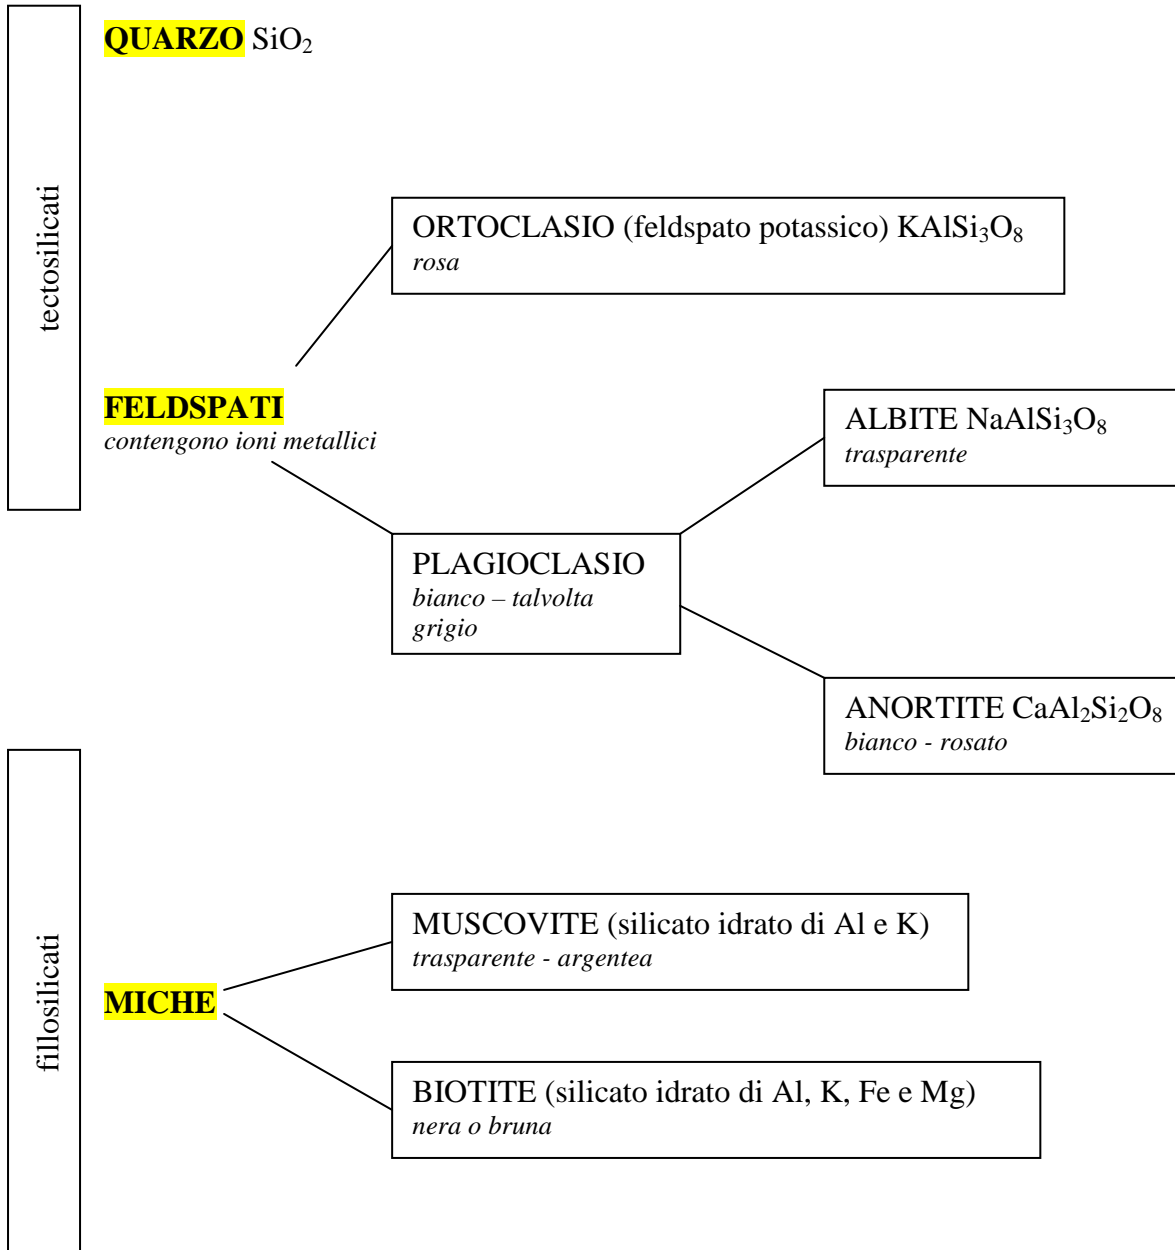 QUARZO SiO₂
tectosilicati
ORTOCLASIO (feldspato potassico) KAlSi₃O₈
rosa
FELDSPATI
contengono ioni metallici
ALBITE NaAlSi₃O₈
trasparente
PLAGIOCLASIO
bianco – talvolta
grigio
ANORTITE CaAl₂Si₂O₈
bianco - rosato
fillosilicati
MUSCOVITE (silicato idrato di Al e K)
trasparente - argentea
MICHE
BIOTITE (silicato idrato di Al, K, Fe e Mg)
nera o bruna